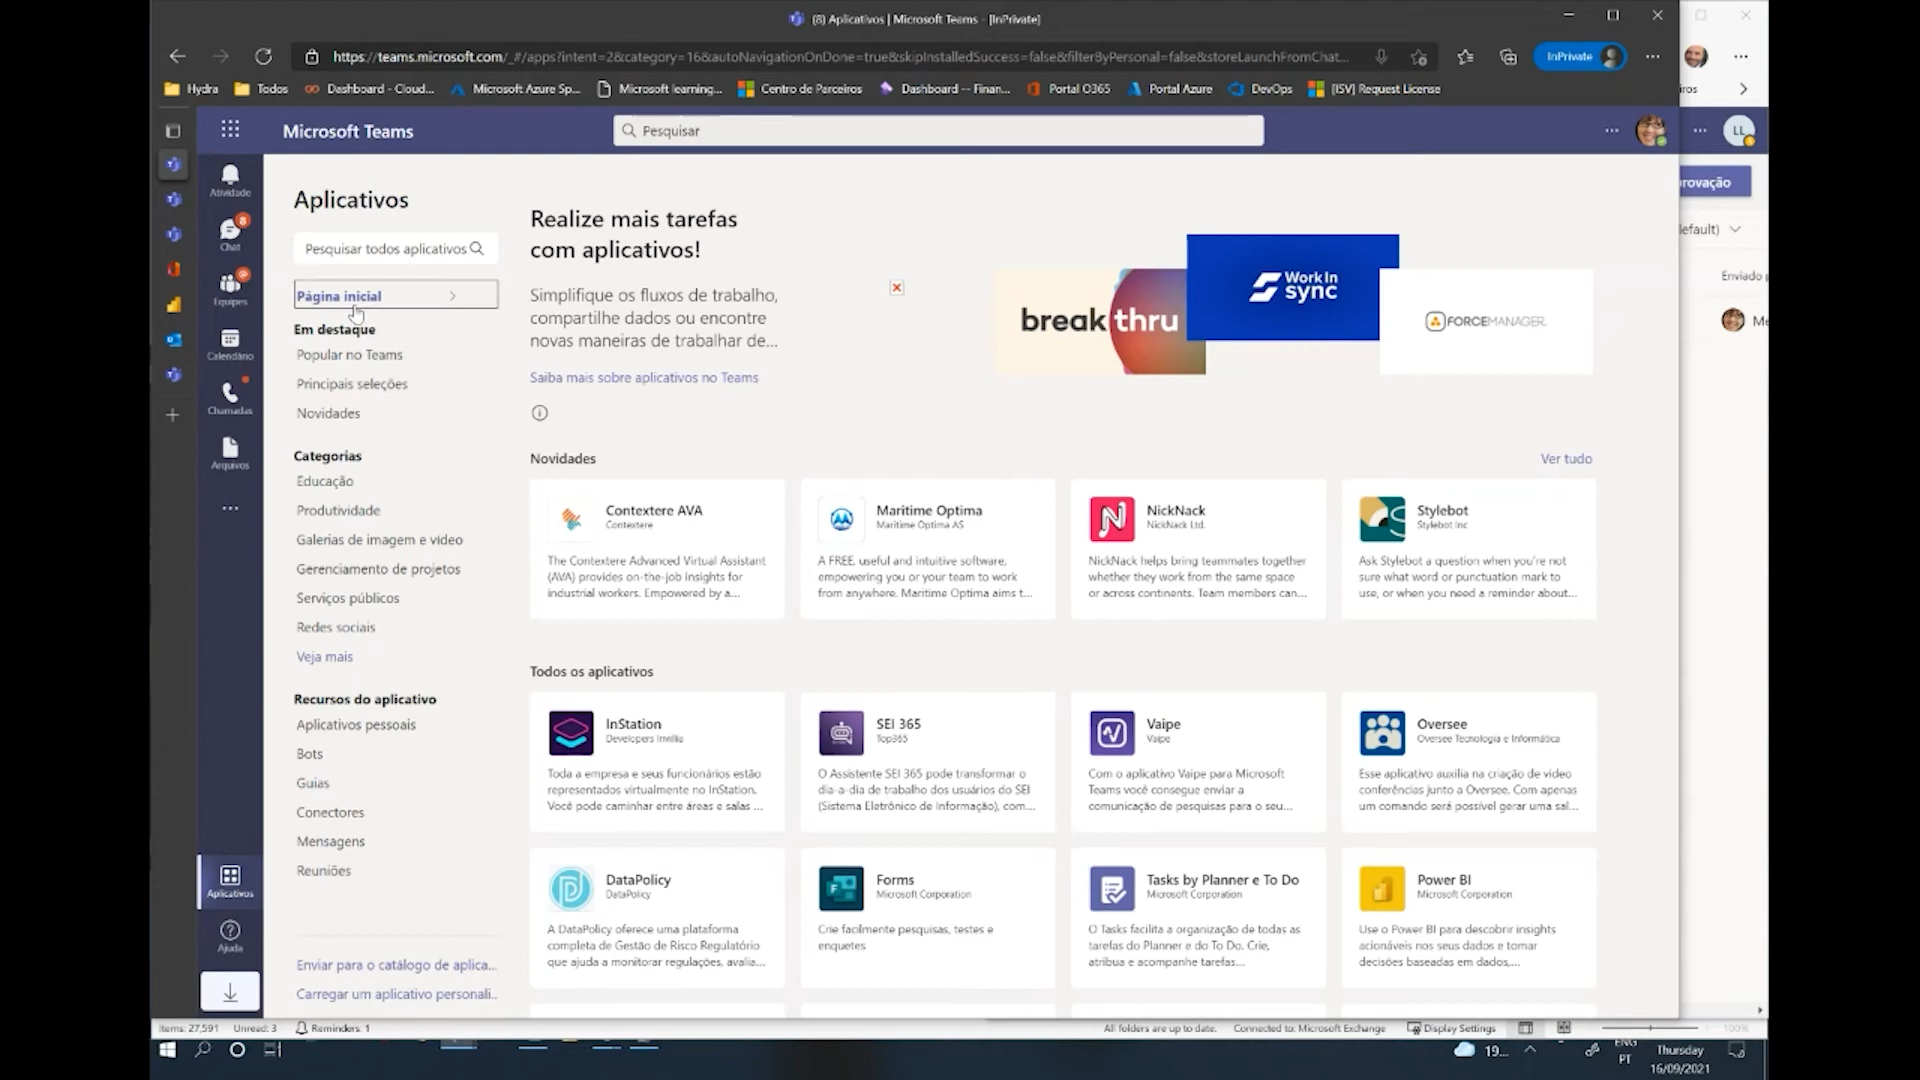 (8) Aplicativos | Microsoft Teams - [InPrivate]
https://teams.microsoft.com/_#/apps?intent=2&category=16&autoNavigationOnDone=true&skipInstalledSuccess=false&filterByPersonal=false&storeLaunchFromChat...
InPrivate
Hydra
Todos
Dashboard - Cloud...
Microsoft Azure Sp...
Microsoft learning...
Centro de Parceiros
Dashboard -- Finan...
Portal O365
Portal Azure
DevOps
[ISV] Request License
iros
Microsoft Teams
Pesquisar
LL
Atividade
Chat
8
Equipes
Calendário
Chamadas
Arquivos
Aplicativos
Ajuda
Aplicativos
Pesquisar todos aplicativos
Página inicial
Em destaque
Popular no Teams
Principais seleções
Novidades
Categorias
Educação
Produtividade
Galerias de imagem e vídeo
Gerenciamento de projetos
Serviços públicos
Redes sociais
Veja mais
Recursos do aplicativo
Aplicativos pessoais
Bots
Guias
Conectores
Mensagens
Reuniões
Enviar para o catálogo de aplica...
Carregar um aplicativo personali...
Realize mais tarefas
com aplicativos!
Simplifique os fluxos de trabalho,
compartilhe dados ou encontre
novas maneiras de trabalhar de...
Saiba mais sobre aplicativos no Teams
break thru
Work In
sync
FORCEMANAGER
Novidades
Ver tudo
Contextere AVA
Contextere
The Contextere Advanced Virtual Assistant
(AVA) provides on-the-job insights for
industrial workers. Empowered by a...
Maritime Optima
Maritime Optima AS
A FREE, useful and intuitive software,
empowering you or your team to work
from anywhere. Maritime Optima aims t...
NickNack
NickNack Ltd.
NickNack helps bring teammates together
whether they work from the same space
or across continents. Team members can...
Stylebot
Stylebot Inc
Ask Stylebot a question when you're not
sure what word or punctuation mark to
use, or when you need a reminder about...
Todos os aplicativos
InStation
Developers Invillia
Toda a empresa e seus funcionários estão
representados virtualmente no InStation.
Você pode caminhar entre áreas e salas ...
SEI 365
Top365
O Assistente SEI 365 pode transformar o
dia-a-dia de trabalho dos usuários do SEI
(Sistema Eletrônico de Informação), com...
Vaipe
Vaipe
Com o aplicativo Vaipe para Microsoft
Teams você consegue enviar a
comunicação de pesquisas para o seu...
Oversee
Oversee Tecnologia e Informática
Esse aplicativo auxilia na criação de video
conferências junto a Oversee. Com apenas
um comando será possível gerar uma sal...
DataPolicy
DataPolicy
A DataPolicy oferece uma plataforma
completa de Gestão de Risco Regulatório
que ajuda a monitorar regulações, avalia...
Forms
Microsoft Corporation
Crie facilmente pesquisas, testes e
enquetes
Tasks by Planner e To Do
Microsoft Corporation
O Tasks facilita a organização de todas as
tarefas do Planner e do To Do. Crie,
atribua e acompanhe tarefas...
Power BI
Microsoft Corporation
Use o Power BI para descobrir insights
acionáveis nos seus dados e tomar
decisões baseadas em dados,...
rovação
efault)
Enviado p
Me
Items: 27,591
Unread: 3
Reminders: 1
All folders are up to date.
Connected to: Microsoft Exchange
Display Settings
100%
19...
ENG
PT
Thursday
16/09/2021